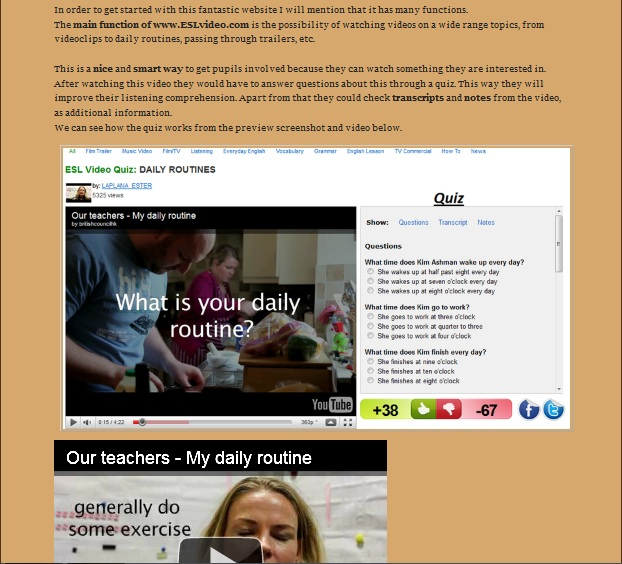 In order to get started with this fantastic website I will mention that it has many functions.
The main function of www.ESLvideo.com is the possibility of watching videos on a wide range topics, from
videoclips to daily routines, passing through trailers, etc.
This is a nice and smart way to get pupils involved because they can watch something they are interested in.
After watching this video they would have to answer questions about this through a quiz. This way they will
improve their listening comprehension. Apart from that they could check transcripts and notes from the video,
as additional information.
We can see how the quiz works from the preview screenshot and video below.
All Film Trailer Music Video Film/TV Listening Everyday English Vocabulary Grammar English Lesson TV Commercial How To News
ESL Video Quiz: DAILY ROUTINES
by: LAPLANA_ESTER
5325 views
Quiz
Our teachers - My daily routine
by britishcouncilhk
What is your daily
routine?
YouTube
0:15 / 4:22
360p
Show: Questions Transcript Notes
Questions
What time does Kim Ashman wake up every day?
She wakes up at half past eight every day
She wakes up at seven o'clock every day
She wakes up at eight o'clock every day
What time does Kim go to work?
She goes to work at three o'clock
She goes to work at quarter to three
She goes to work at four o'clock
What time does Kim finish every day?
She finishes at nine o'clock
She finishes at ten o'clock
She finishes at eight o'clock
+38 -67
Our teachers - My daily routine
generally do
some exercise